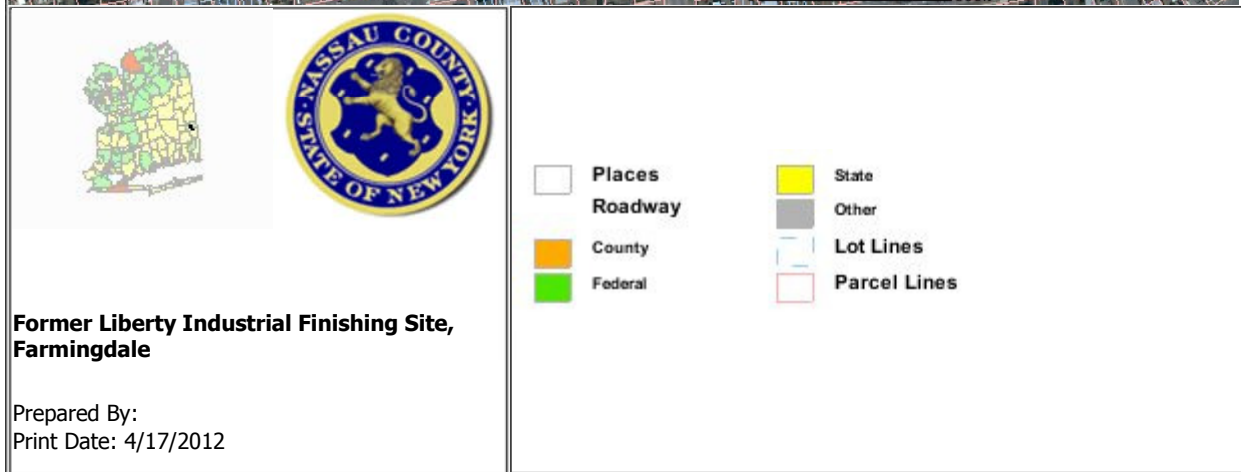 NASSAU COUNTY
STATE OF NEW YORK
Former Liberty Industrial Finishing Site,
Farmingdale
Prepared By:
Print Date: 4/17/2012
Places
Roadway
County
Federal
State
Other
Lot Lines
Parcel Lines